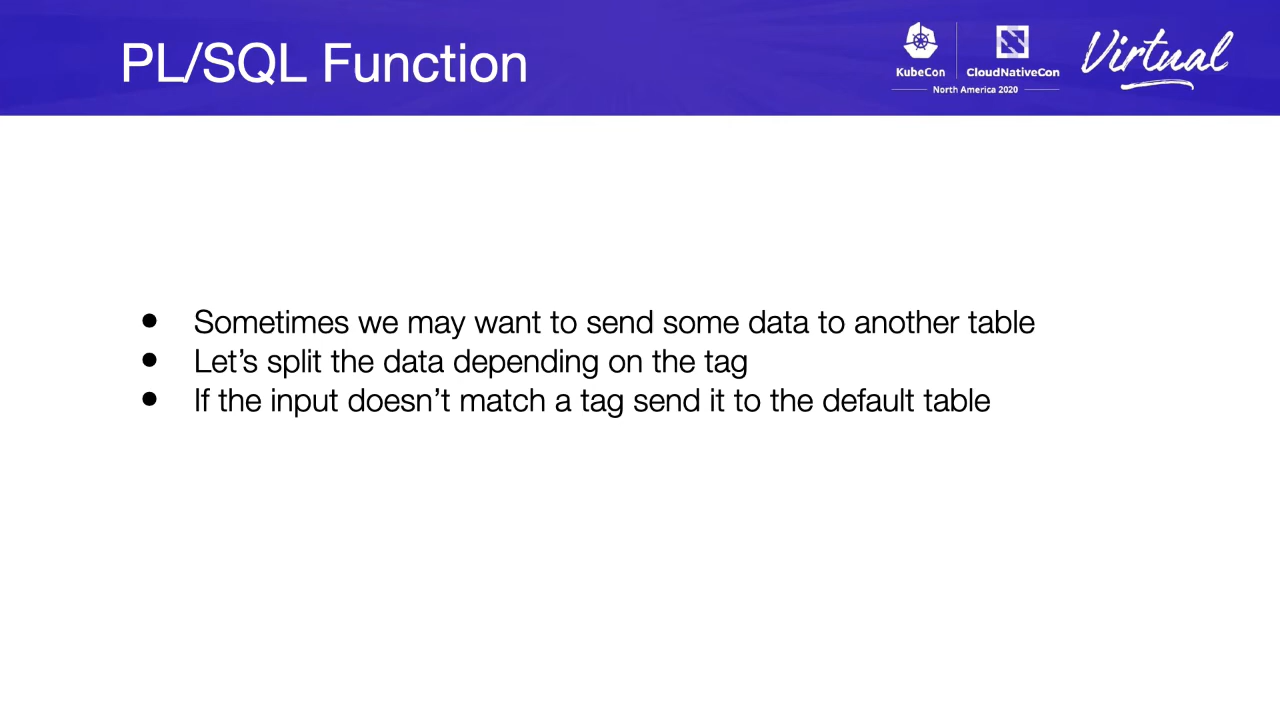 PL/SQL Function
KubeCon
CloudNativeCon
North America 2020
Virtual
● Sometimes we may want to send some data to another table
● Let’s split the data depending on the tag
● If the input doesn’t match a tag send it to the default table